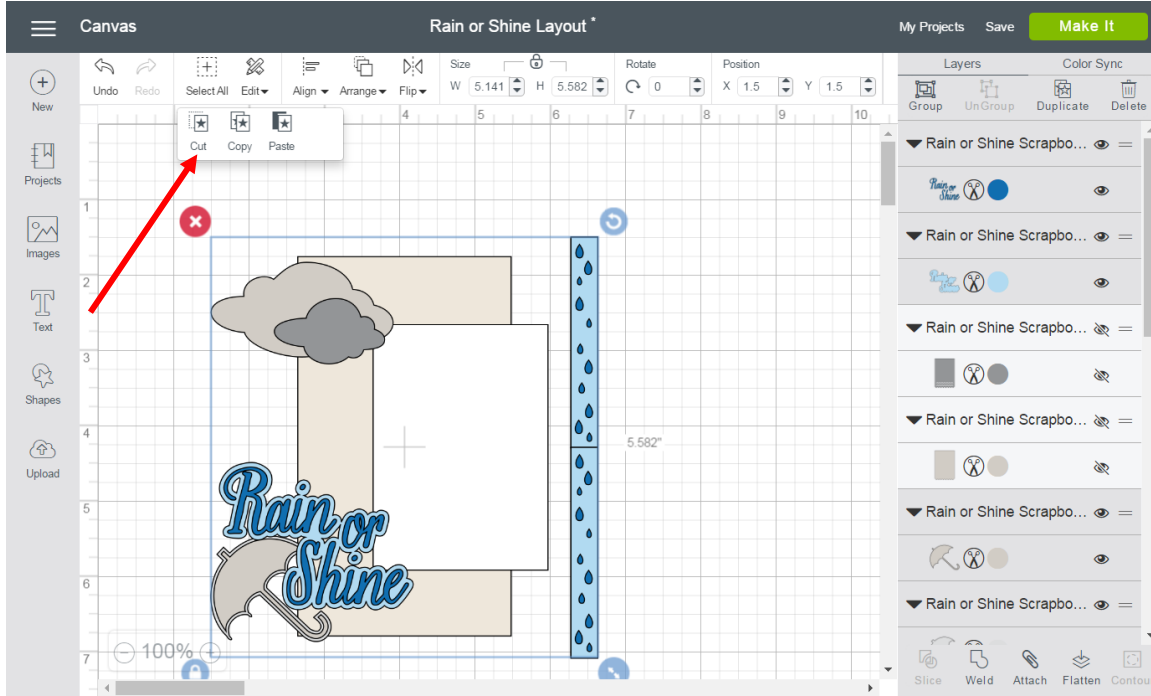 Canvas
Rain or Shine Layout *
My Projects
Save
Make It
New
Projects
Images
Text
Shapes
Upload
Undo
Redo
Select All
Edit
Align
Arrange
Flip
Size
W 5.141
H 5.582
Rotate
0
Position
X 1.5
Y 1.5
Cut
Copy
Paste
4 5 6 7 8 9 10
1
2
3
4
5
6
7
5.582"
Rain or
Shine
100%
Layers
Color Sync
Group
UnGroup
Duplicate
Delete
Rain or Shine Scrapbo...
Rain or
Shine
Rain or Shine Scrapbo...
Rain or Shine Scrapbo...
Rain or Shine Scrapbo...
Rain or Shine Scrapbo...
Rain or Shine Scrapbo...
Slice
Weld
Attach
Flatten
Contou